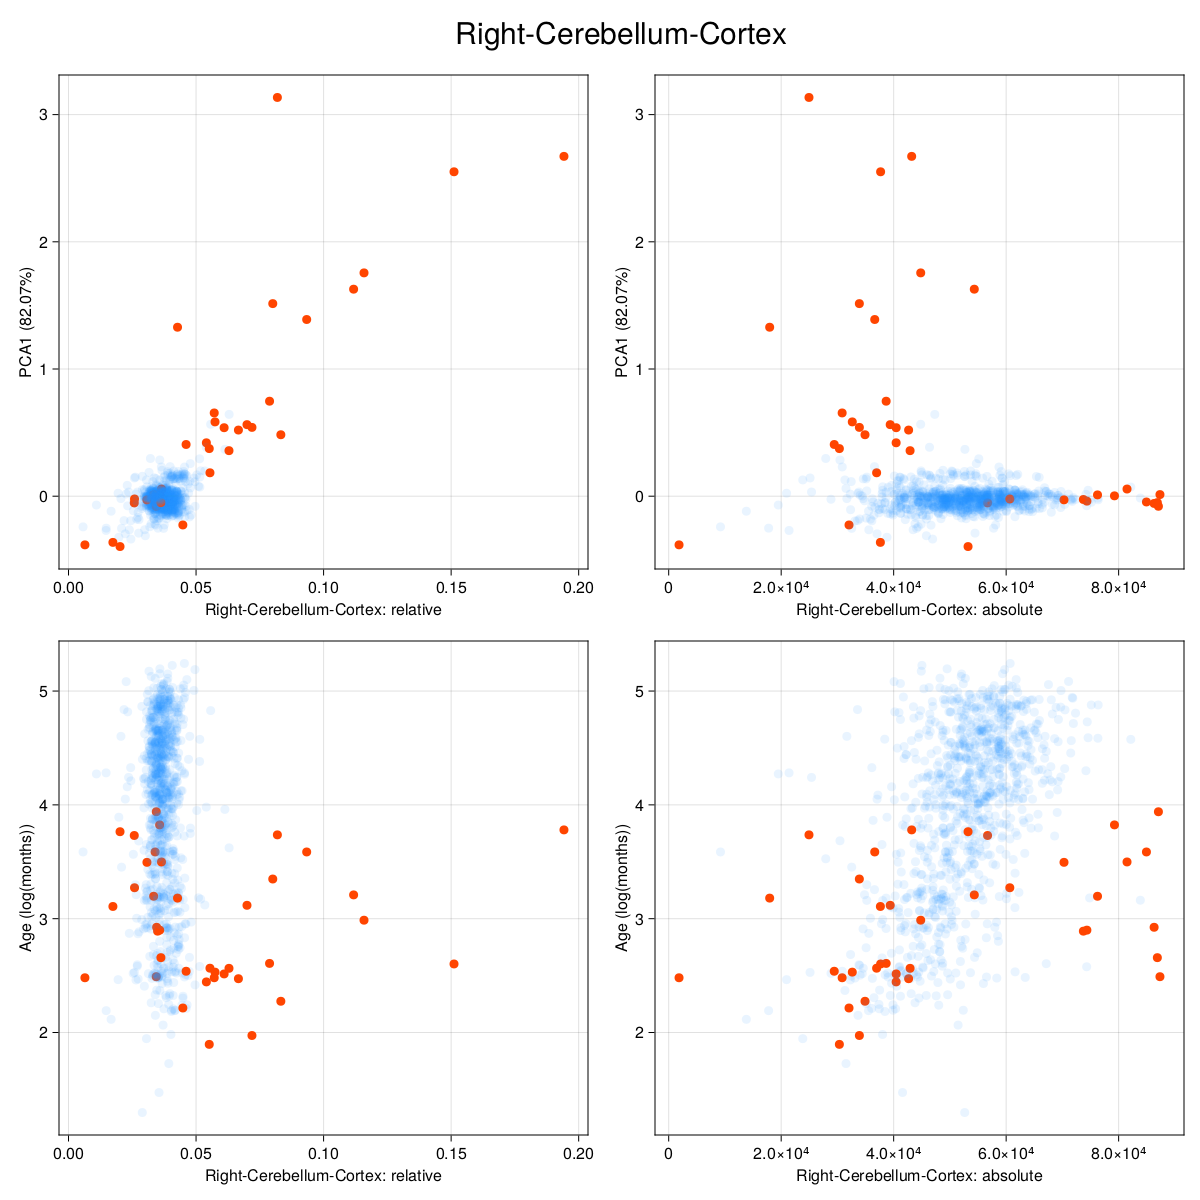 Right-Cerebellum-Cortex
3
2
1
0
PCA1 (82.07%)
0.00 0.05 0.10 0.15 0.20
Right-Cerebellum-Cortex: relative
3
2
1
0
PCA1 (82.07%)
0 2.0×10⁴ 4.0×10⁴ 6.0×10⁴ 8.0×10⁴
Right-Cerebellum-Cortex: absolute
5
4
3
2
Age (log(months))
0.00 0.05 0.10 0.15 0.20
Right-Cerebellum-Cortex: relative
5
4
3
2
Age (log(months))
0 2.0×10⁴ 4.0×10⁴ 6.0×10⁴ 8.0×10⁴
Right-Cerebellum-Cortex: absolute